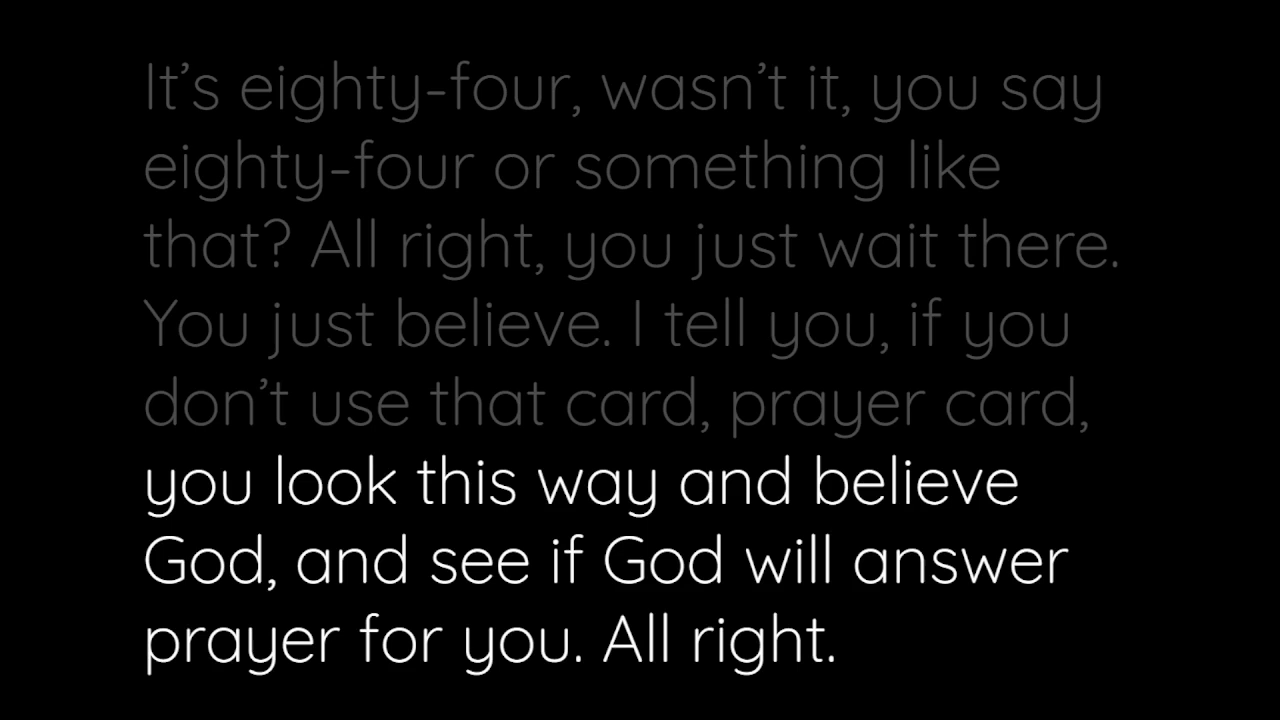 It’s eighty-four, wasn’t it, you say
eighty-four or something like
that? All right, you just wait there.
You just believe. I tell you, if you
don’t use that card, prayer card,
you look this way and believe
God, and see if God will answer
prayer for you. All right.